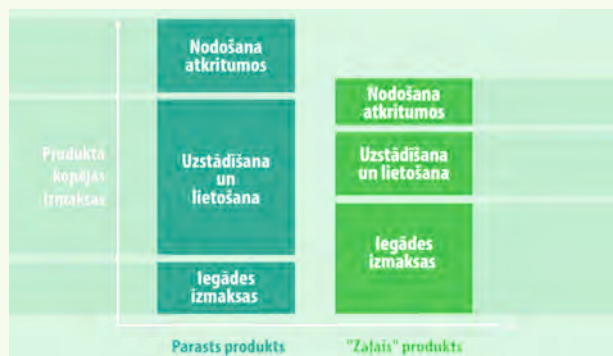 Nodošana
atkritumos
Nodošana
atkritumos
Produkta
kopējās
izmaksas
Uzstādīšana
un
lietošana
Uzstādīšana
un lietošana
Iegādes
izmaksas
Iegādes
izmaksas
Parasts produkts
"Zaļais" produkts